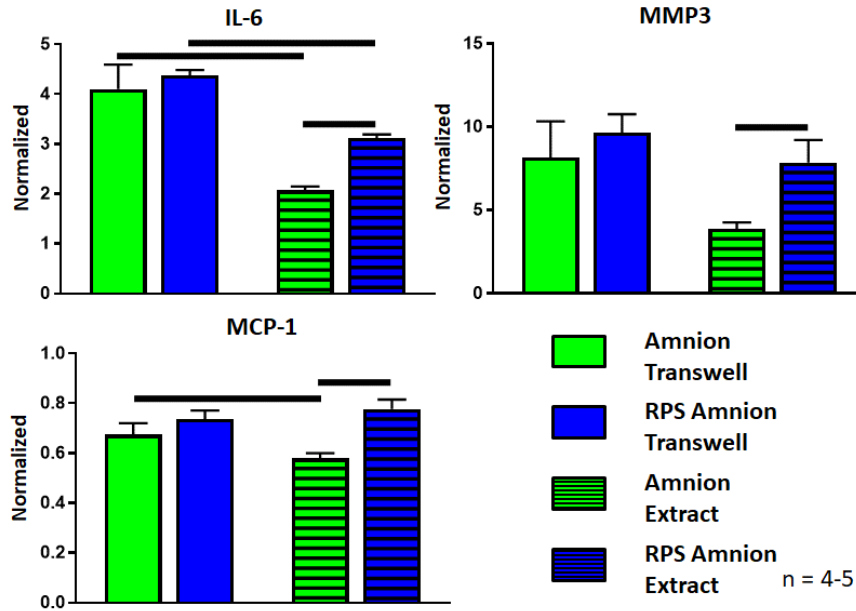 IL-6
Normalized
5
4
3
2
1
0
MMP3
Normalized
15
10
5
0
MCP-1
Normalized
1.0
0.8
0.6
0.4
0.2
0.0
Amnion
Transwell
RPS Amnion
Transwell
Amnion
Extract
RPS Amnion
Extract
n = 4-5